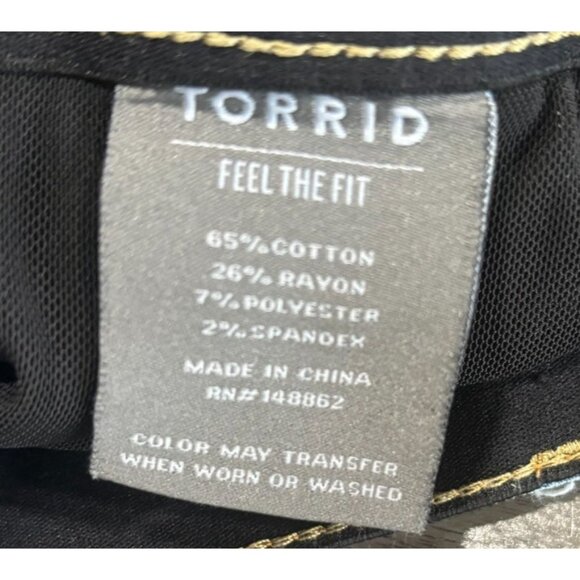 TORRID
FEEL THE FIT
65% COTTON
26% RAYON
7% POLYESTER
2% SPANDEX
MADE IN CHINA
RN# 148862
COLOR MAY TRANSFER
WHEN WORN OR WASHED